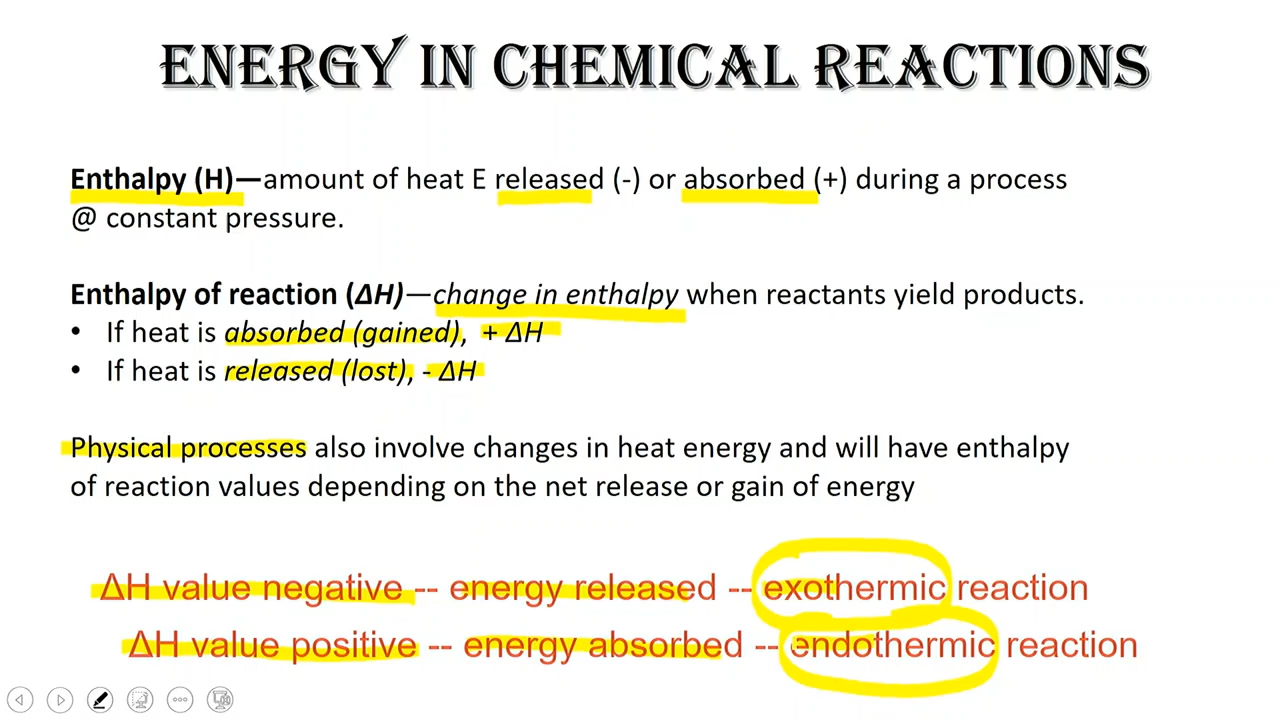 ENERGY IN CHEMICAL REACTIONS
Enthalpy (H)—amount of heat E released (-) or absorbed (+) during a process
@ constant pressure.
Enthalpy of reaction (ΔH)—change in enthalpy when reactants yield products.
• If heat is absorbed (gained), + ΔH
• If heat is released (lost), - ΔH
Physical processes also involve changes in heat energy and will have enthalpy
of reaction values depending on the net release or gain of energy
ΔH value negative -- energy released -- exothermic reaction
ΔH value positive -- energy absorbed -- endothermic reaction